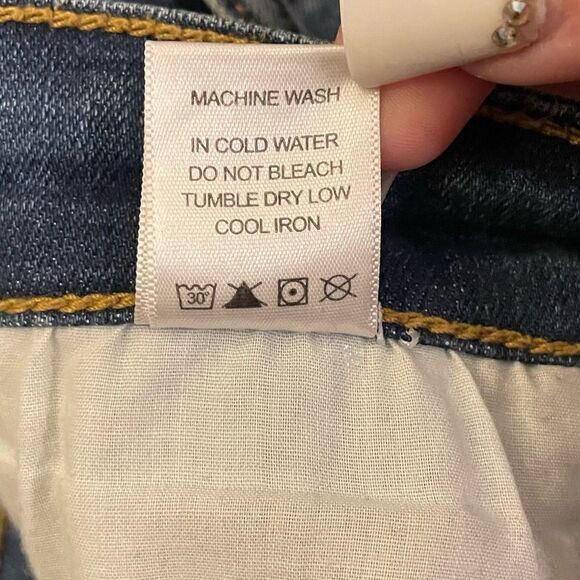 MACHINE WASH
IN COLD WATER
DO NOT BLEACH
TUMBLE DRY LOW
COOL IRON
30°